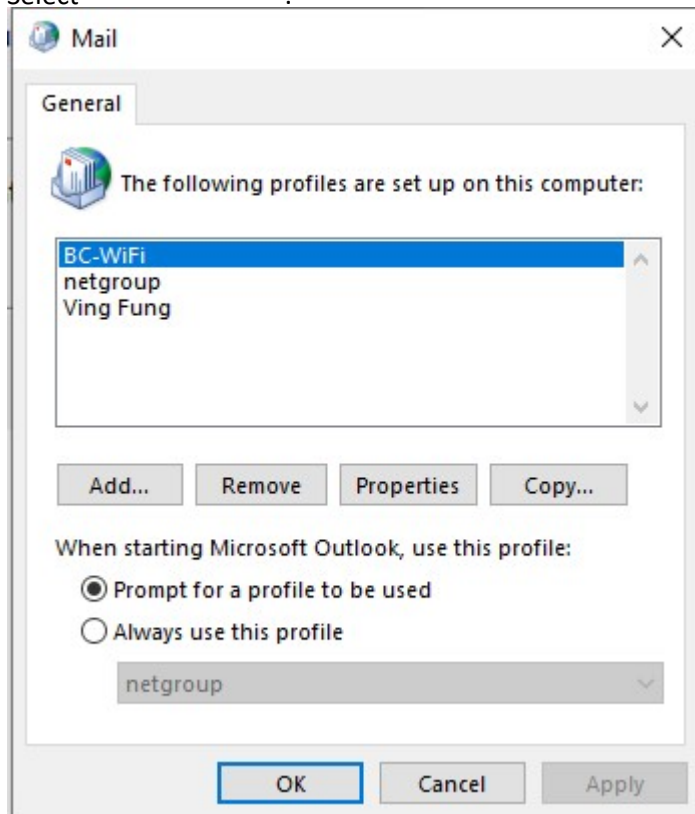 Select
Mail
General
The following profiles are set up on this computer:
BC-WiFi
netgroup
Ving Fung
Add... Remove Properties Copy...
When starting Microsoft Outlook, use this profile:
Prompt for a profile to be used
Always use this profile
netgroup
OK Cancel Apply